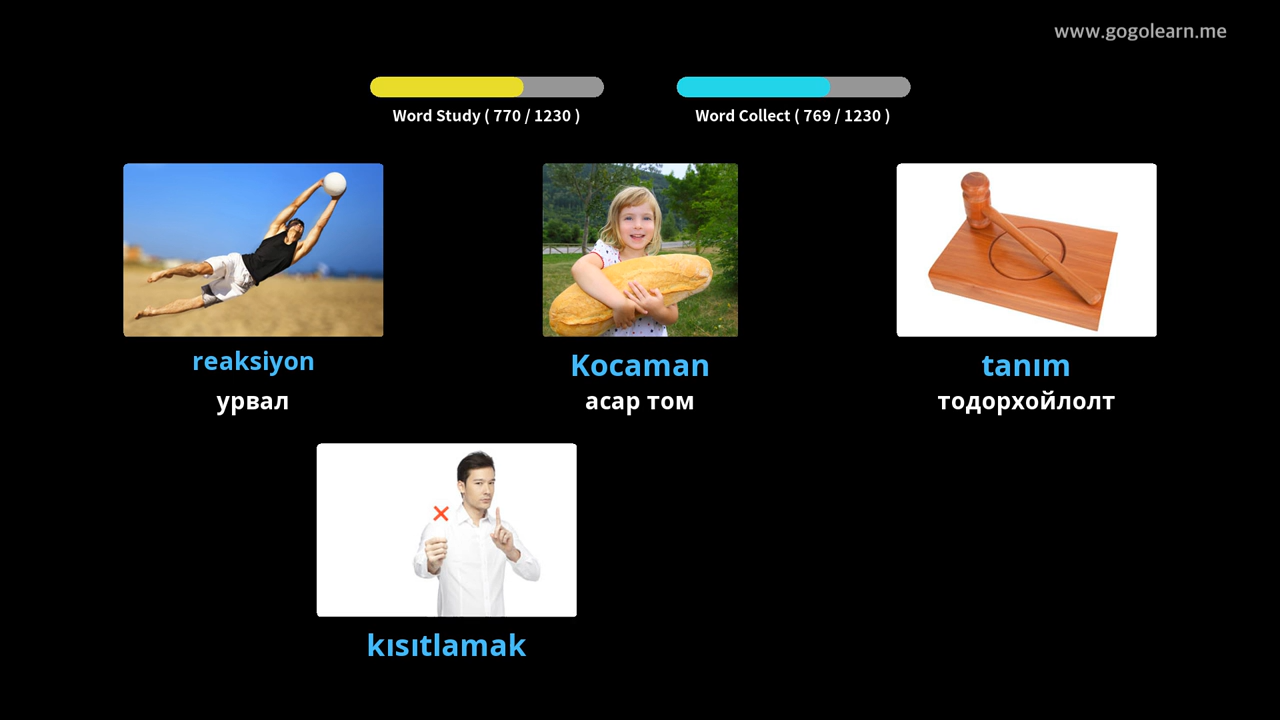 www.gogolearn.me
Word Study ( 770 / 1230 )
Word Collect ( 769 / 1230 )
reaksiyon
урвал
Kocaman
асар том
tanım
тодорхойлолт
kısıtlamak